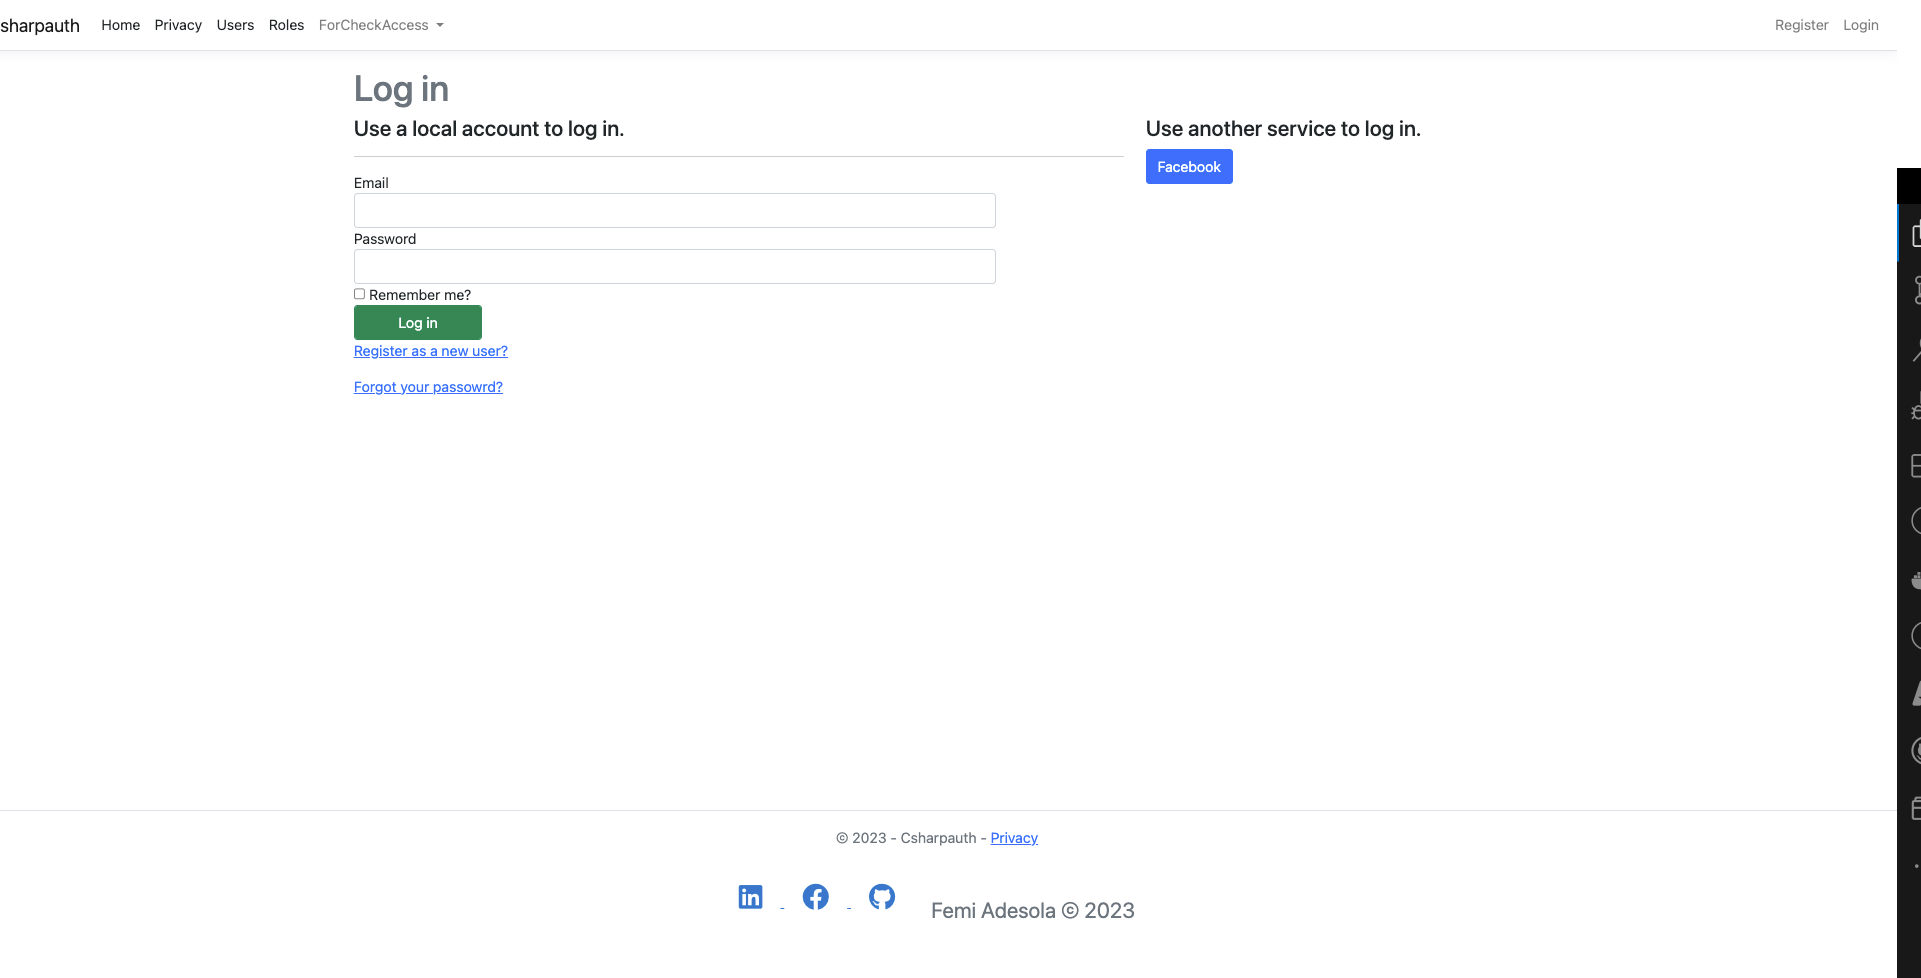 sharpauth Home Privacy Users Roles ForCheckAccess Register Login
Log in
Use a local account to log in.
Use another service to log in.
Facebook
Email
Password
Remember me?
Log in
Register as a new user?
Forgot your passowrd?
© 2023 - Csharpauth - Privacy
Femi Adesola © 2023